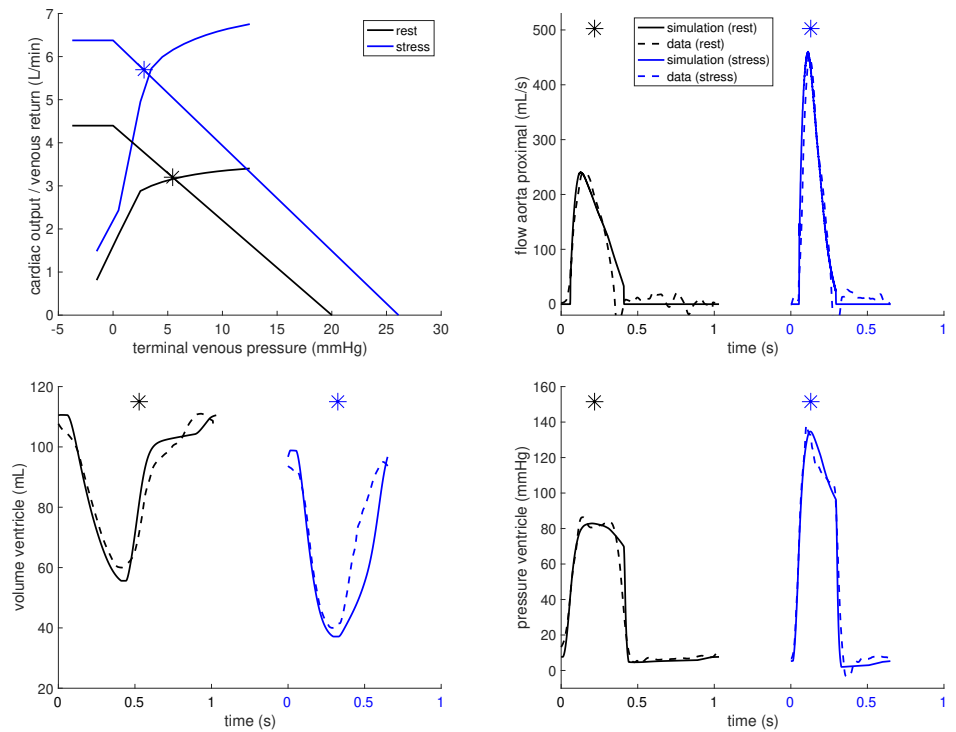 7
6
5
4
3
2
1
0
-5 0 5 10 15 20 25 30
terminal venous pressure (mmHg)
cardiac output / venous return (L/min)
rest
stress
500
400
300
200
100
0
0 0.5 1 0 0.5 1
time (s)
flow aorta proximal (mL/s)
simulation (rest)
data (rest)
simulation (stress)
data (stress)
120
100
80
60
40
20
0 0.5 1 0 0.5 1
time (s) time (s)
volume ventricle (mL)
160
140
120
100
80
60
40
20
0
0 0.5 1 0 0.5 1
time (s)
pressure ventricle (mmHg)